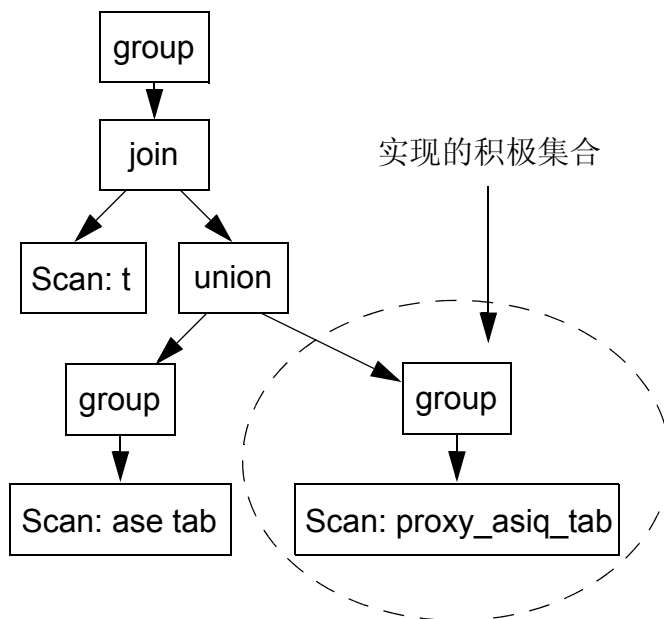 group
join
实现的积极集合
Scan: t
union
group
group
Scan: ase tab
Scan: proxy_asiq_tab